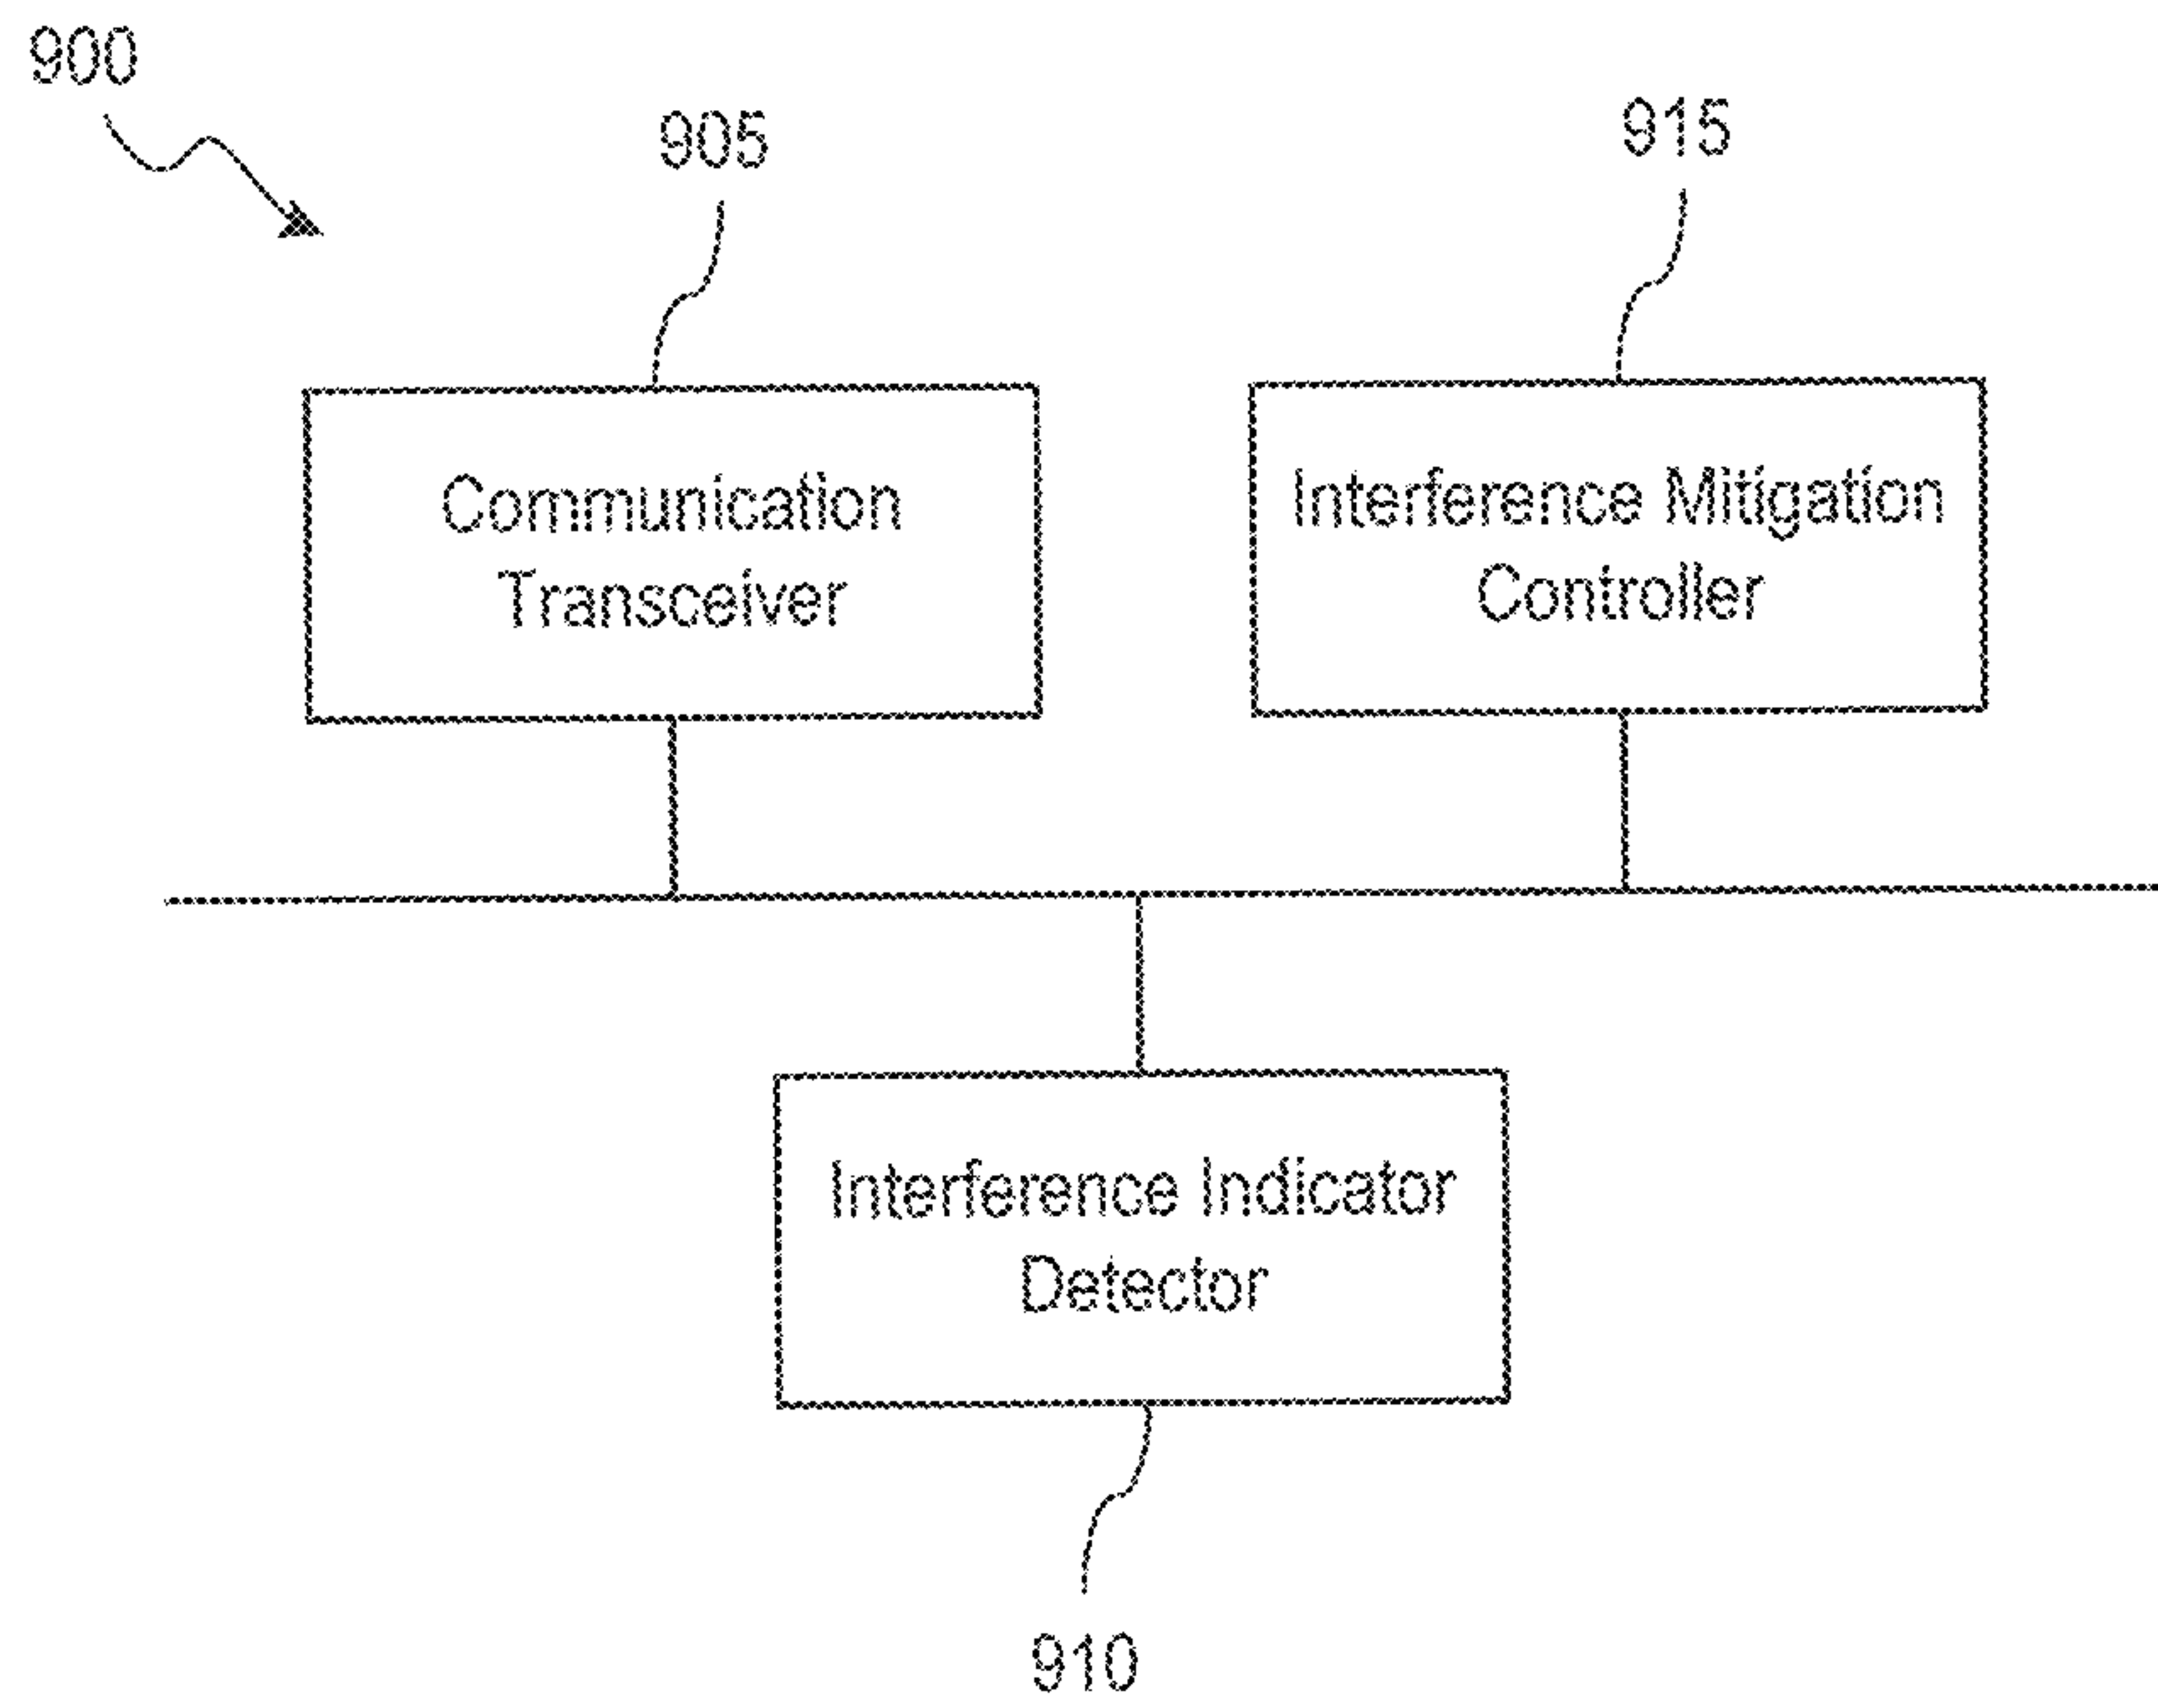 900
905
915
Communication
Transceiver
Interference Mitigation
Controller
Interference Indicator
Detector
910